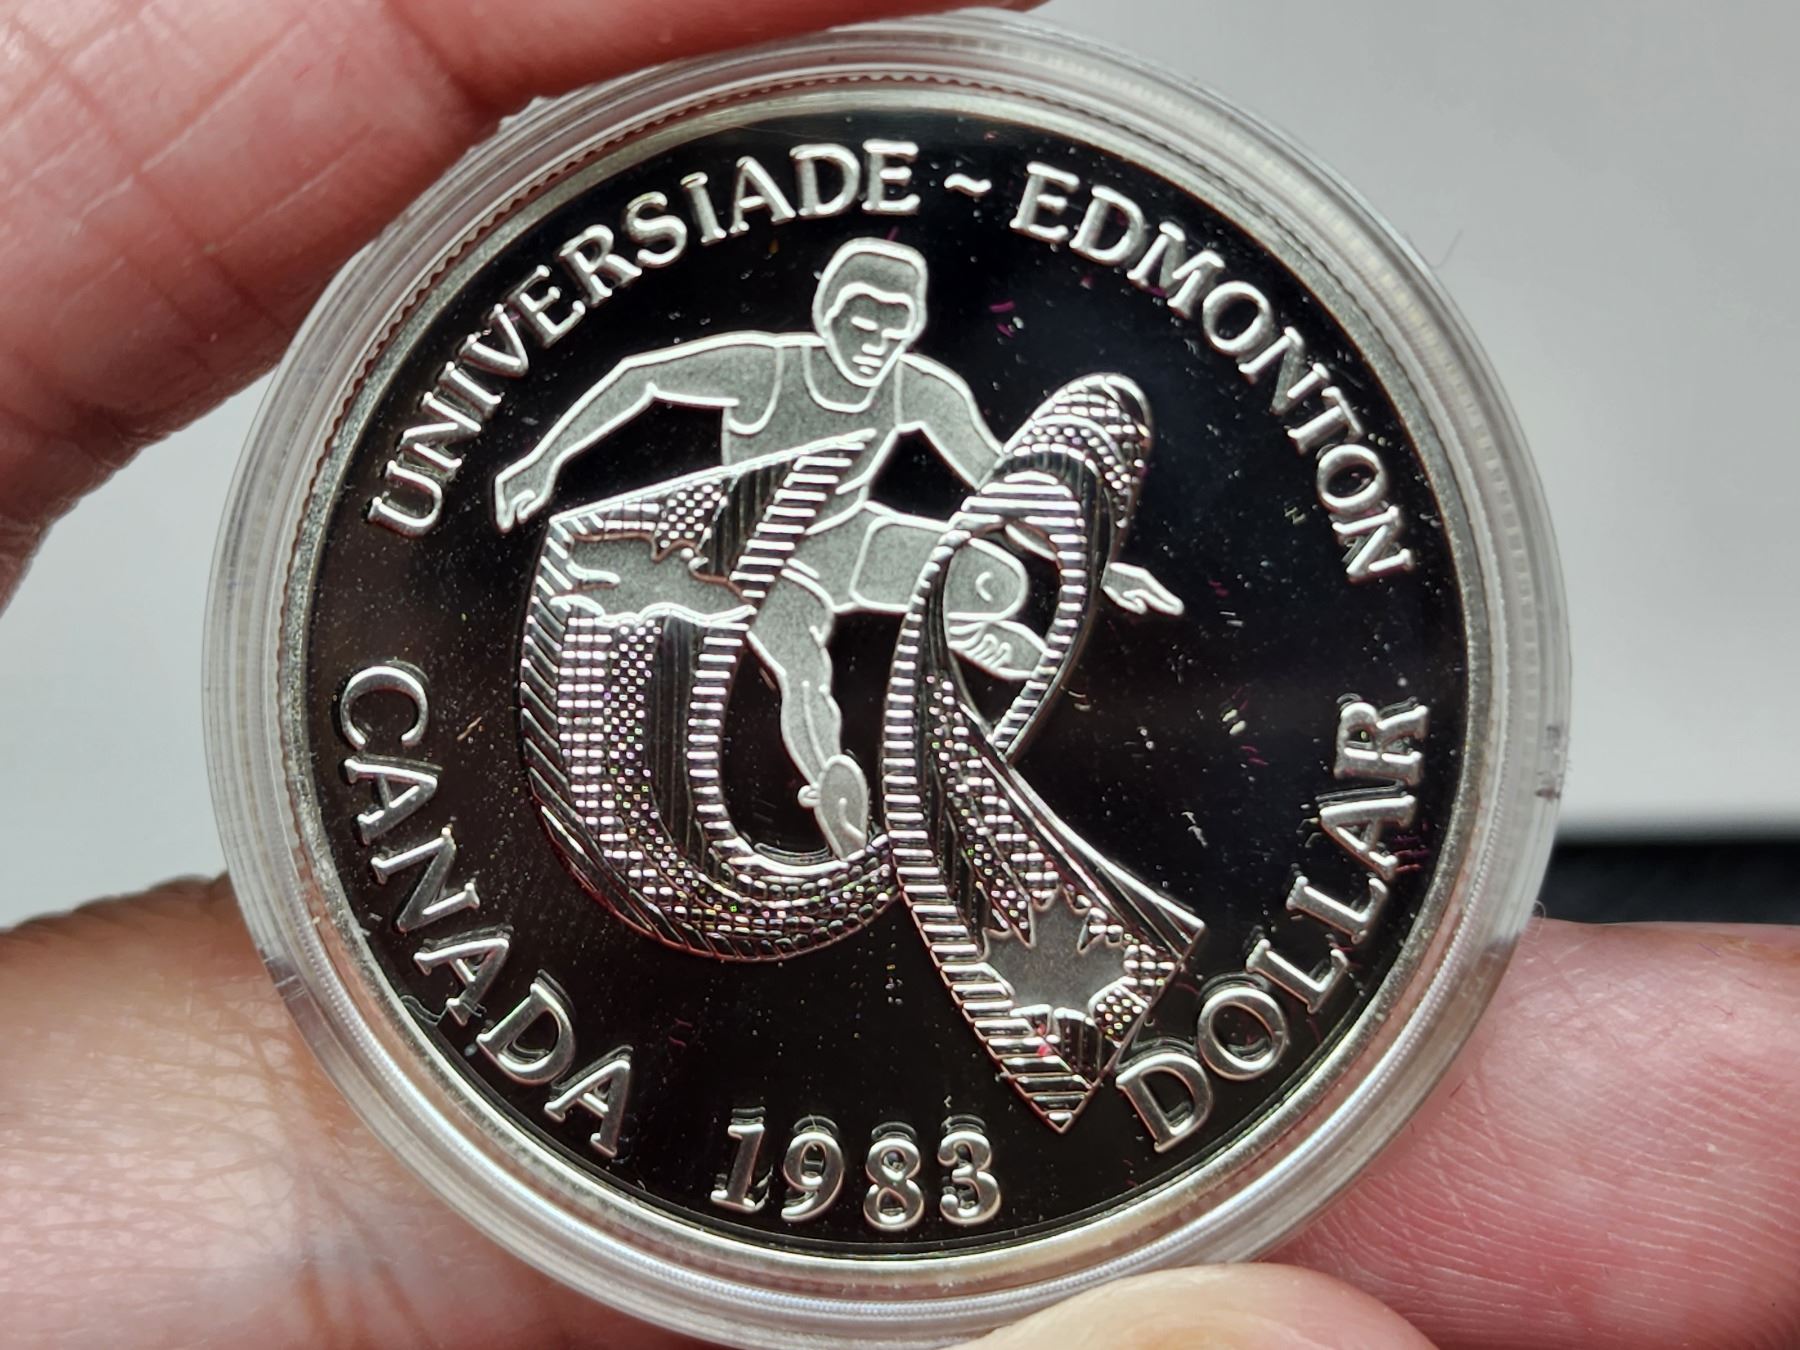 UNIVERSIADE ~ EDMONTON
CANADA 1983 DOLLAR